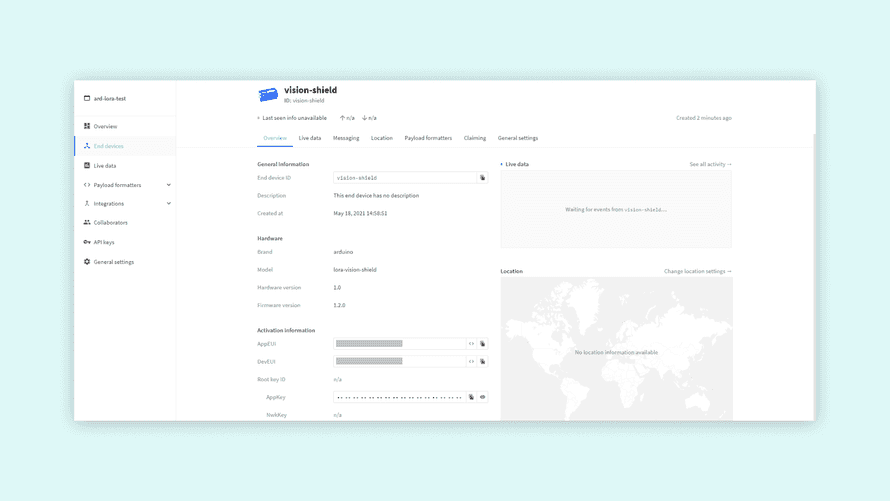 ard-lora-test
Overview
End devices
Live data
Payload formatters
Integrations
Collaborators
API keys
General settings
vision-shield
ID: vision-shield
Last seen info unavailable n/a n/a
Created 2 minutes ago
Overview Live data Messaging Location Payload formatters Claiming General settings
General information
End device ID vision-shield
Description This end device has no description
Created at May 18, 2021 14:58:51
Hardware
Brand arduino
Model lora-vision-shield
Hardware version 1.0
Firmware version 1.2.0
Activation information
AppEUI
DevEUI
Root key ID n/a
AppKey
NwkKey n/a
Live data See all activity →
Waiting for events from vision-shield...
Location Change location settings →
No location information available